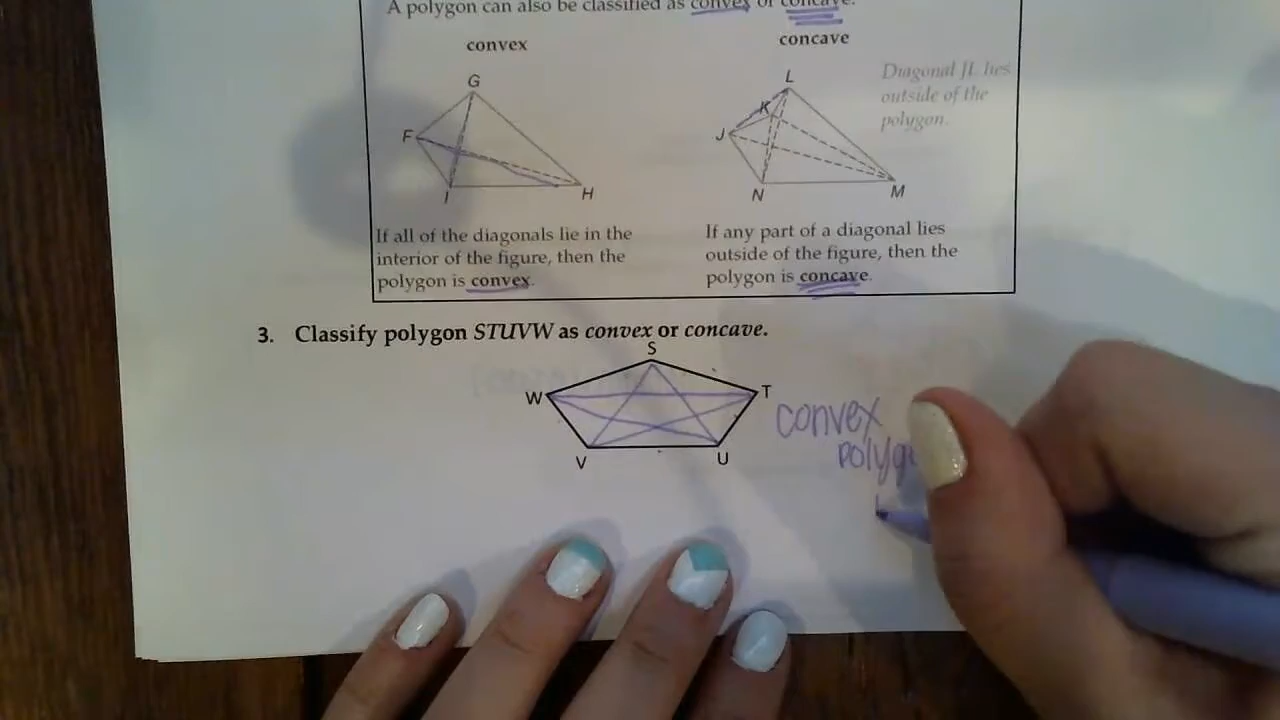 A polygon can also be classified as convex or concave.
convex
concave
G
F
I
H
L
K
J
N
M
Diagonal JL lies
outside of the
polygon.
If all of the diagonals lie in the
interior of the figure, then the
polygon is convex.
If any part of a diagonal lies
outside of the figure, then the
polygon is concave.
3. Classify polygon STUVW as convex or concave.
S
W
T
V
U
convex